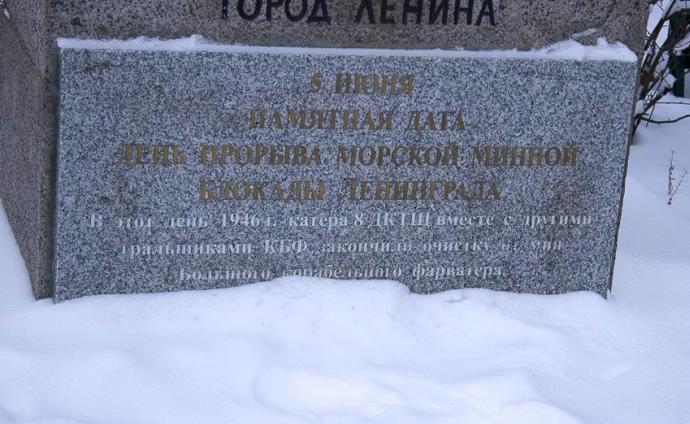 ГОРОД ЛЕНИНА
5 ИЮНЯ
ПАМЯТНАЯ ДАТА
ДЕНЬ ПРОРЫВА МОРСКОЙ МИННОЙ
БЛОКАДЫ ЛЕНИНГРАДА
В этот день 1946 г. катера 8 ДКТЩ вместе с другими
тральщиками КБФ закончили очистку от мин
Большого корабельного фарватера.